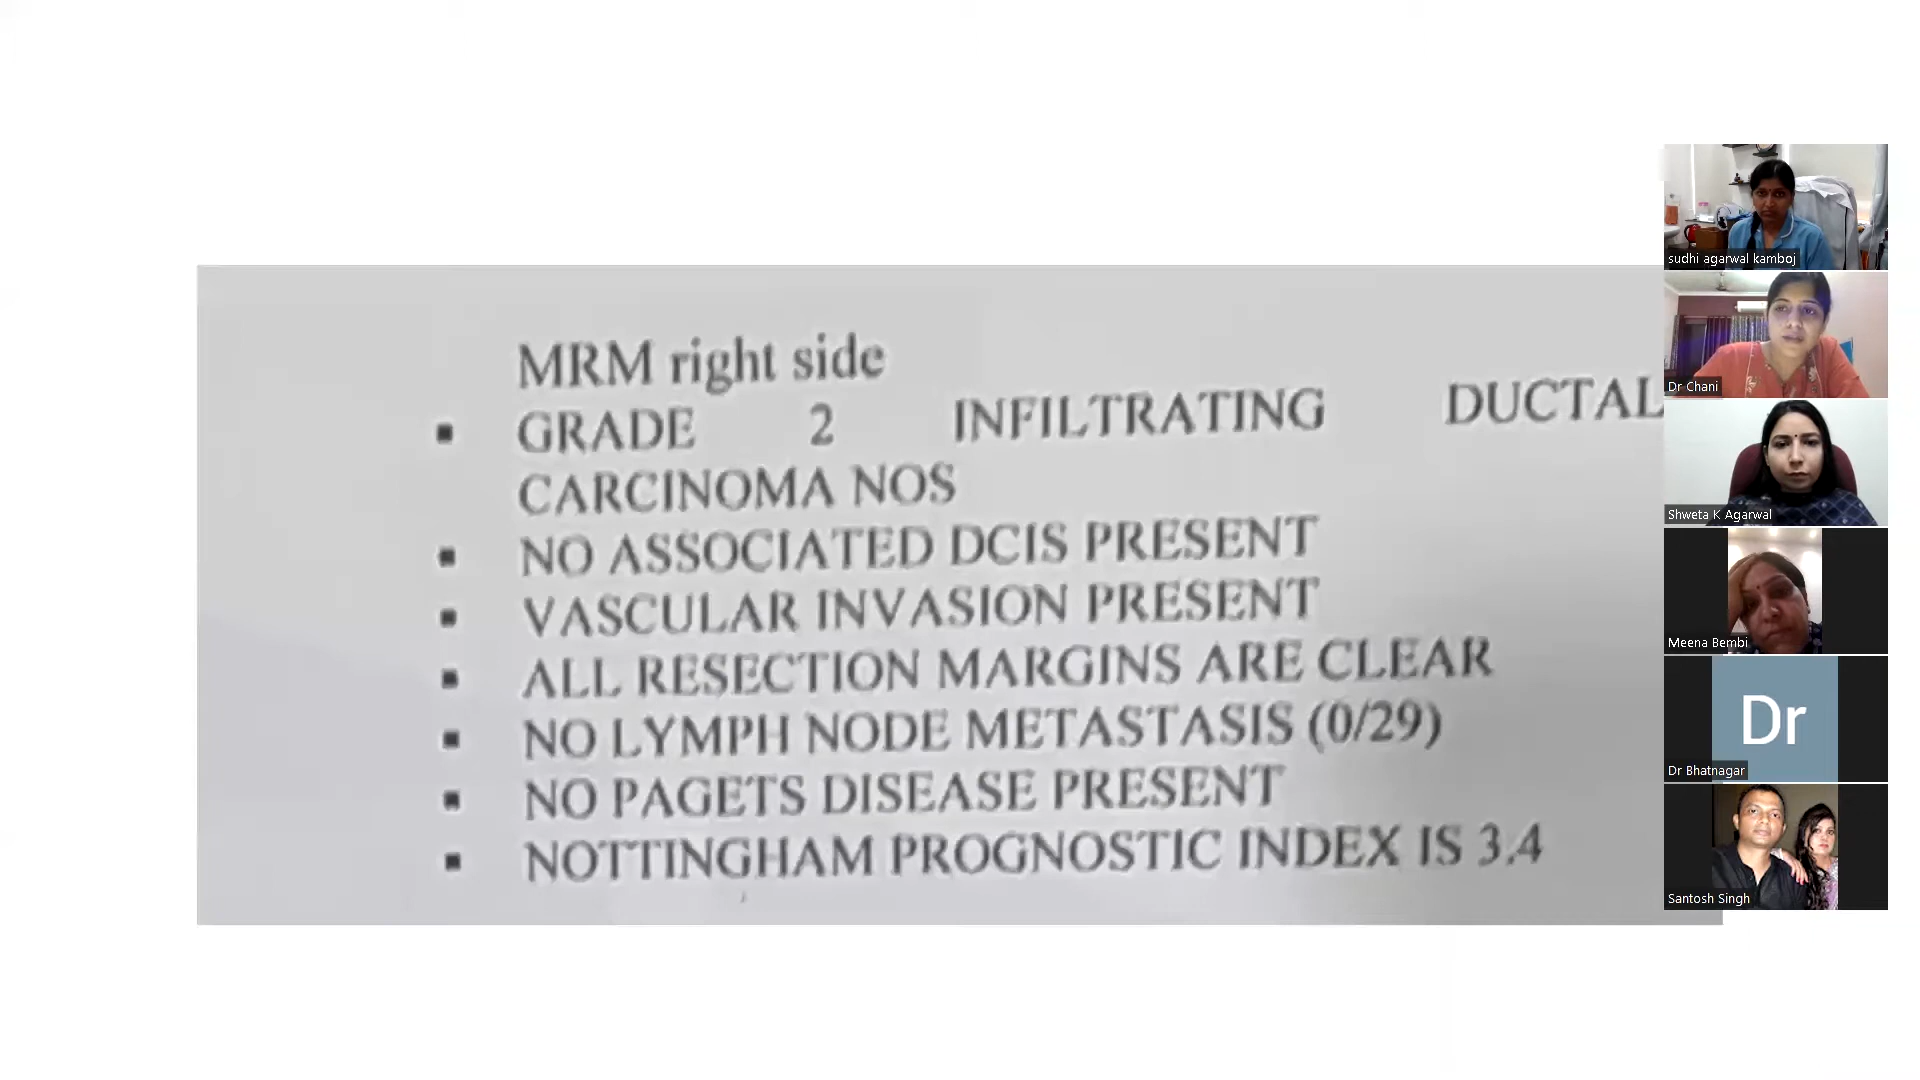 MRM right side
▪ GRADE 2 INFILTRATING DUCTAL
CARCINOMA NOS
▪ NO ASSOCIATED DCIS PRESENT
▪ VASCULAR INVASION PRESENT
▪ ALL RESECTION MARGINS ARE CLEAR
▪ NO LYMPH NODE METASTASIS (0/29)
▪ NO PAGETS DISEASE PRESENT
▪ NOTTINGHAM PROGNOSTIC INDEX IS 3.4
sudhi agarwal kamboj
Dr Chani
Shweta K Agarwal
Meena Bembi
Dr
Dr Bhatnagar
Santosh Singh